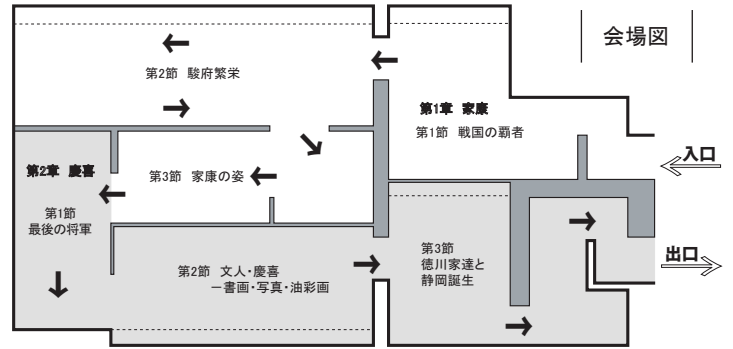 会場図
入口
第1章 家康
第1節 戦国の覇者
第2節 駿府繁栄
第3節 家康の姿
第2章 慶喜
第1節
最後の将軍
第2節 文人・慶喜
－書画・写真・油彩画
第3節
徳川家達と
静岡誕生
出口